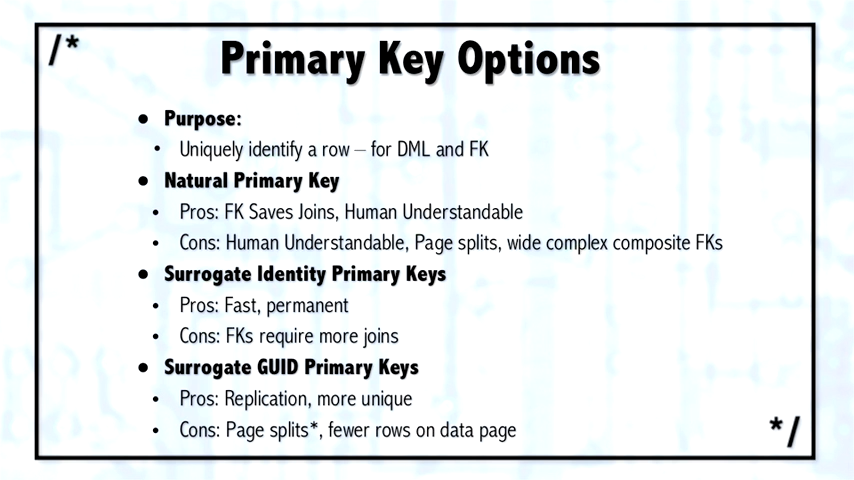 /*
Primary Key Options
• Purpose:
• Uniquely identify a row – for DML and FK
• Natural Primary Key
• Pros: FK Saves Joins, Human Understandable
• Cons: Human Understandable, Page splits, wide complex composite FKs
• Surrogate Identity Primary Keys
• Pros: Fast, permanent
• Cons: FKs require more joins
• Surrogate GUID Primary Keys
• Pros: Replication, more unique
• Cons: Page splits*, fewer rows on data page
*/